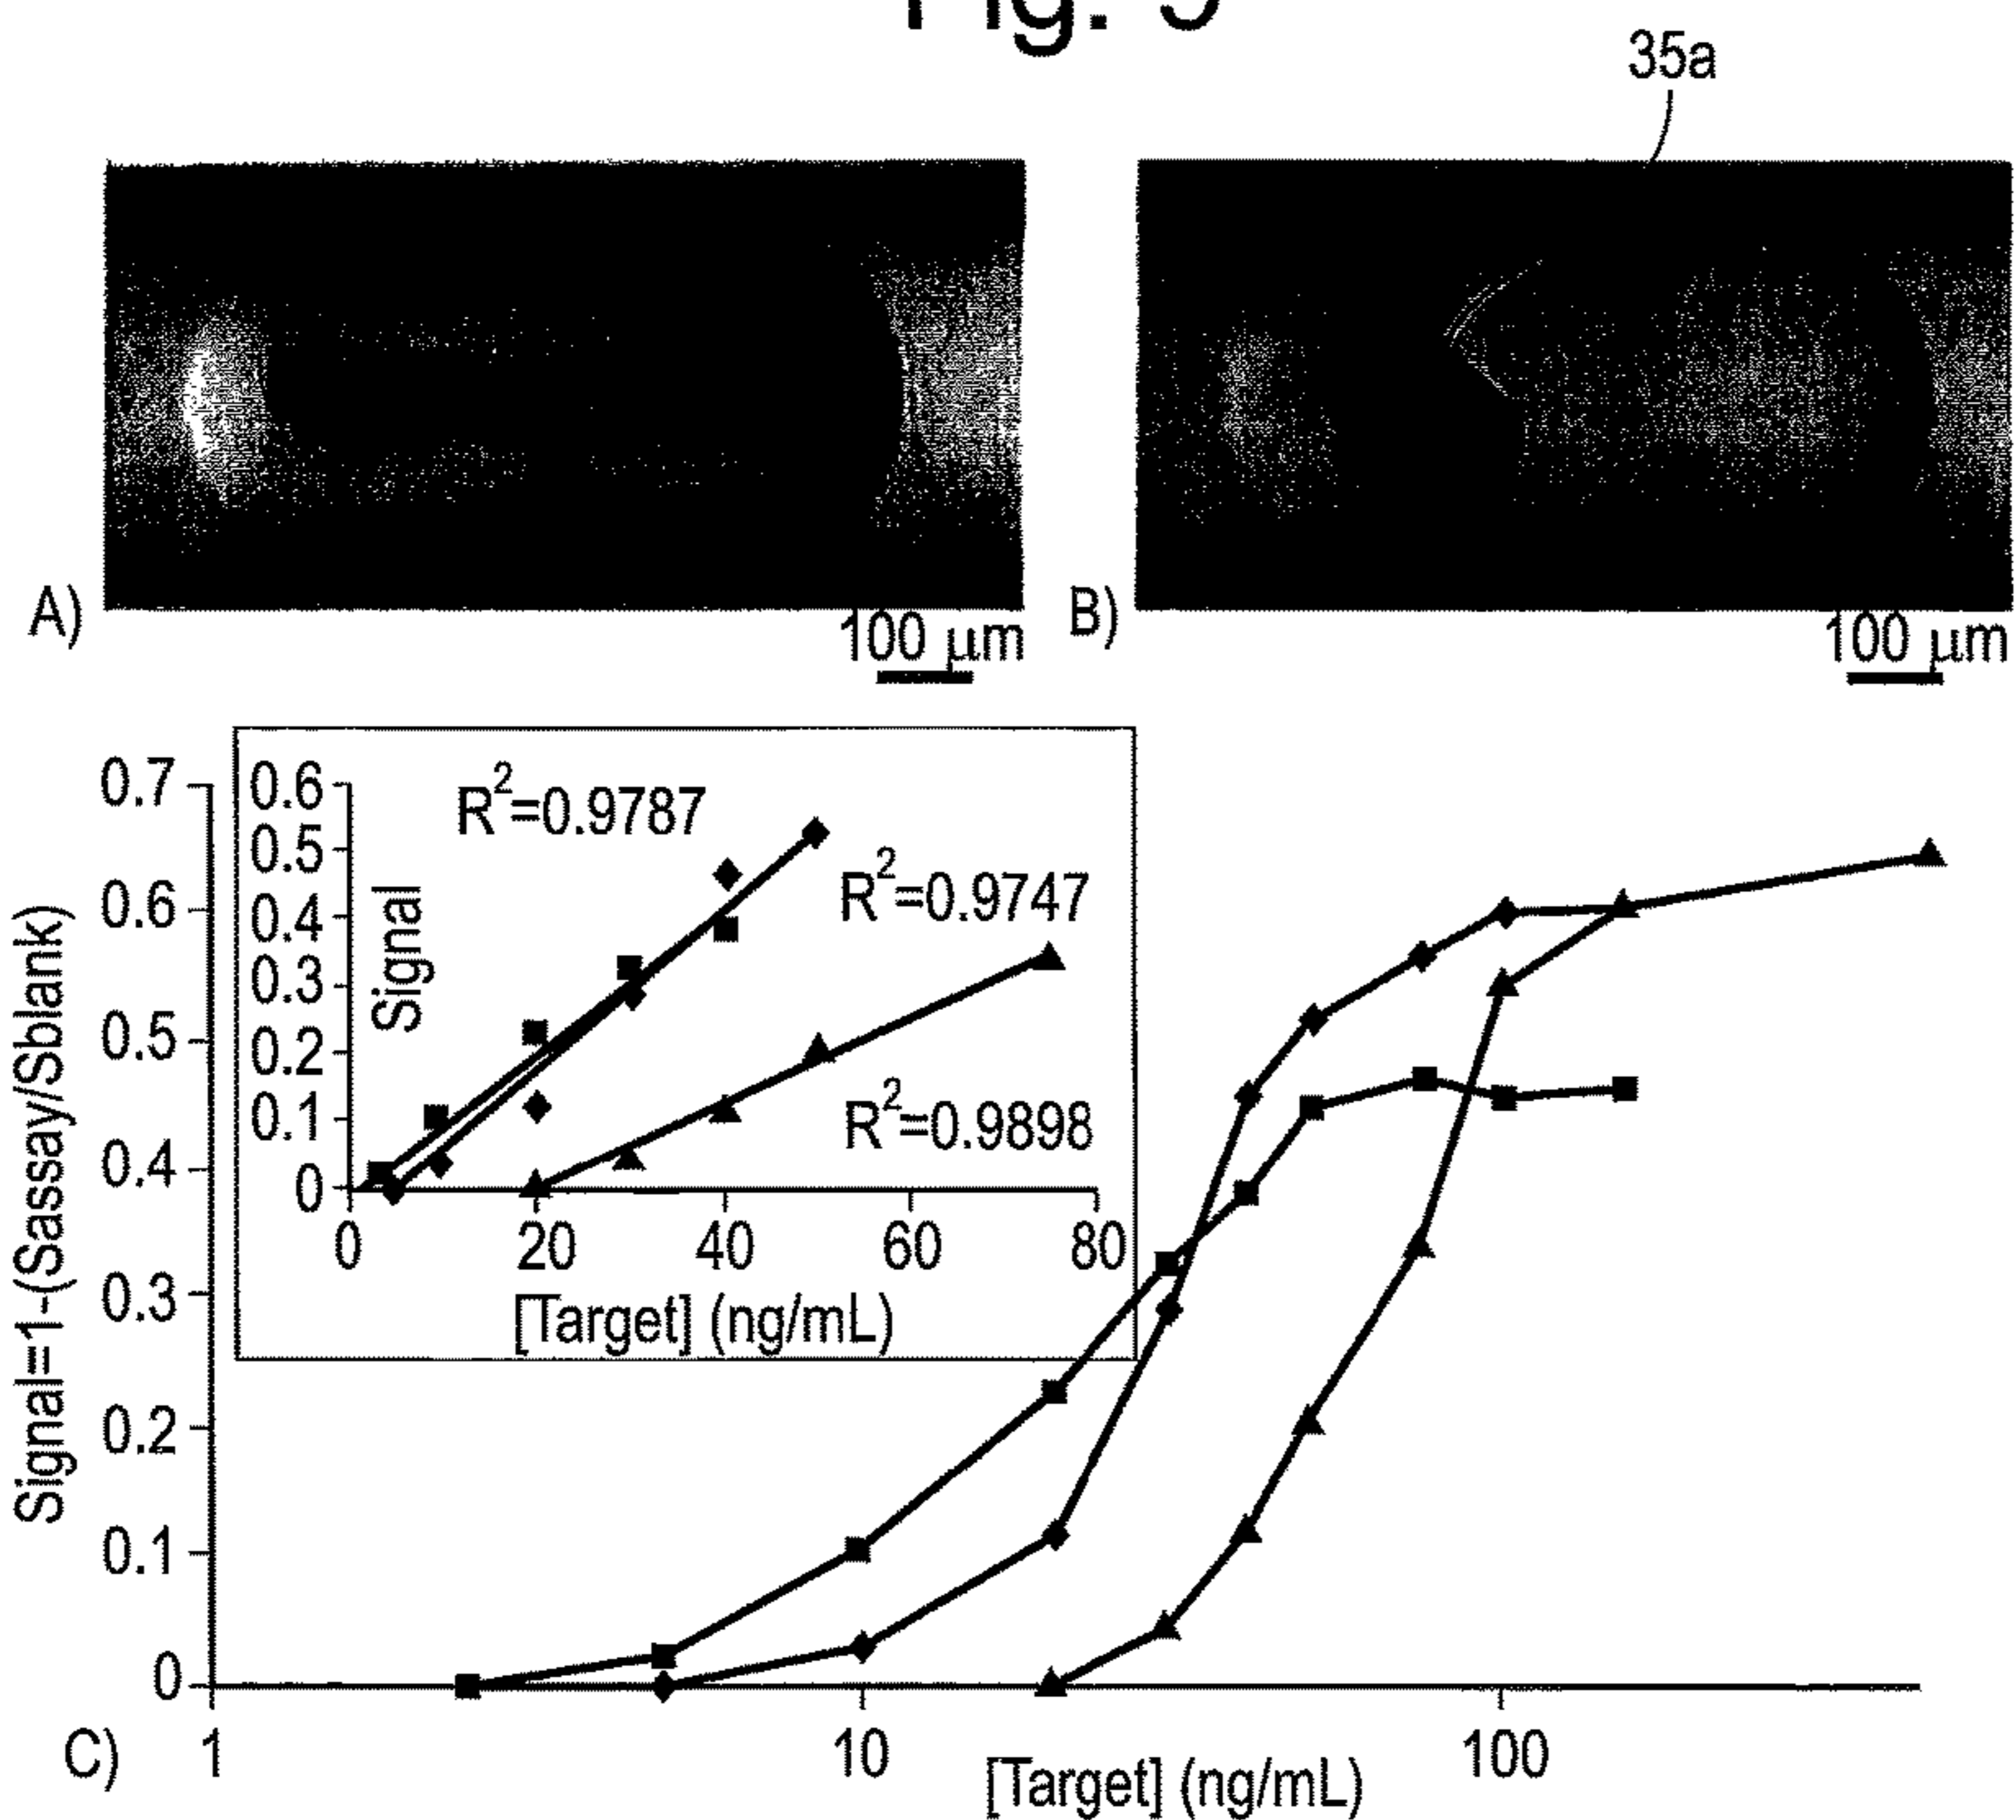 Fig. 9
35a
A)
100 μm
B)
100 μm
Signal=1-(Sassay/Sblank)
0.7
0.6
0.5
0.4
0.3
0.2
0.1
0
Signal
0.6
0.5
0.4
0.3
0.2
0.1
0
R²=0.9787
R²=0.9747
R²=0.9898
0 20 40 60 80
[Target] (ng/mL)
C)
1 10 100
[Target] (ng/mL)